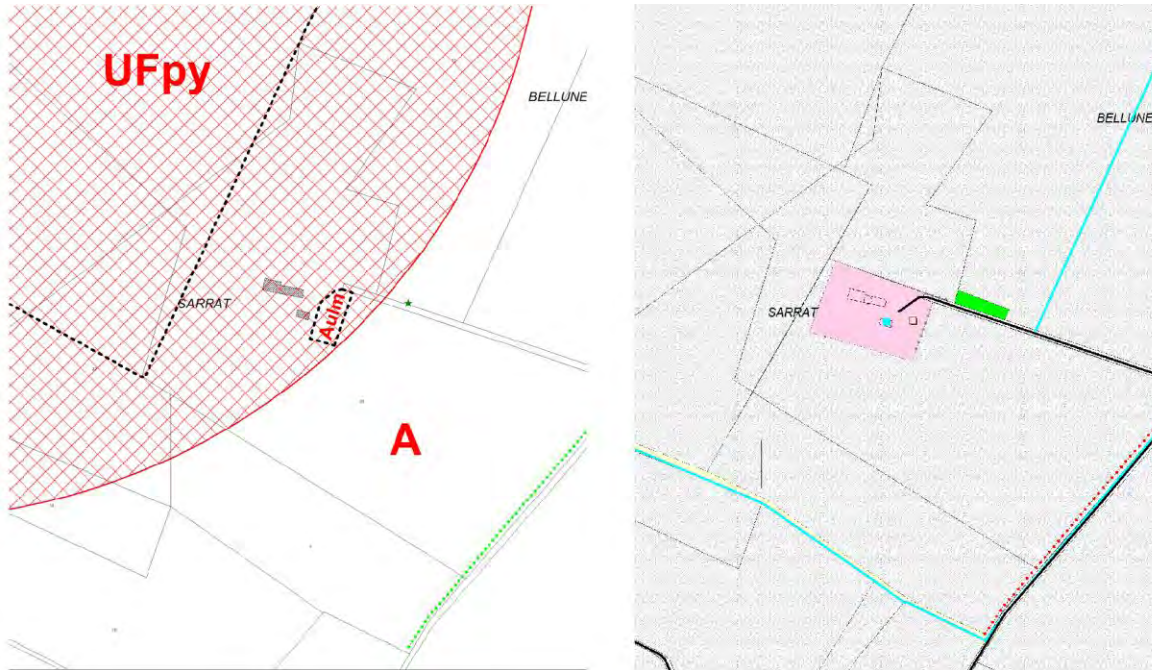 UFpy
BELLUNE
SARRAT
Aulm
A
BELLUNE
SARRAT